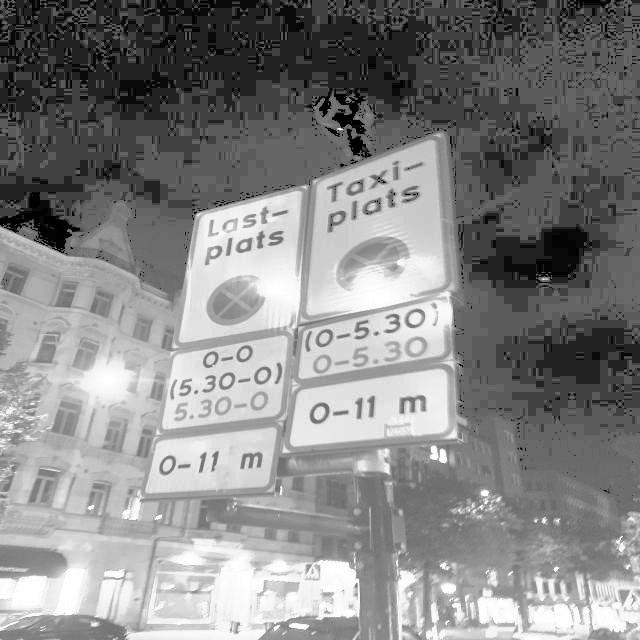 Last-
plats
0-0
(5.30-0)
5.30-0
0-11 m
Taxi-
plats
(0-5.30)
0-5.30
0-11 m